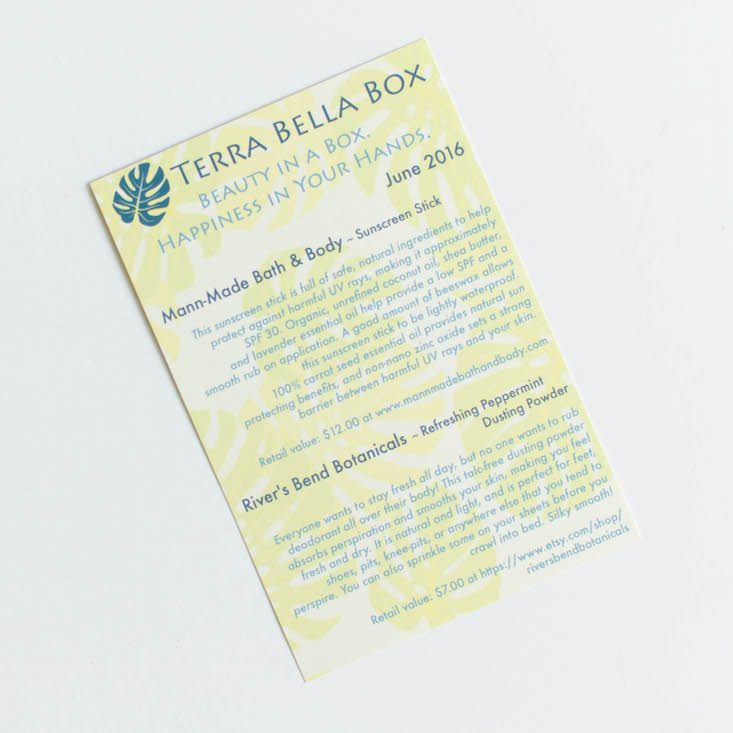 TERRA BELLA BOX
BEAUTY IN A BOX.
HAPPINESS IN YOUR HANDS.
June 2016
Mann-Made Bath & Body ~ Sunscreen Stick
This sunscreen stick is full of safe, natural ingredients to help
protect against harmful UV rays, making it approximately
SPF 30. Organic, unrefined coconut oil, shea butter,
and lavender essential oil help provide a low SPF and a
smooth rub on application. A good amount of beeswax allows
this sunscreen stick to be lightly waterproof.
100% carrot seed essential oil provides natural sun
protecting benefits, and non-nano zinc oxide sets a strong
barrier between harmful UV rays and your skin.
Retail value: $12.00 at www.mannmadebathandbody.com
River's Bend Botanicals ~ Refreshing Peppermint
Dusting Powder
Everyone wants to stay fresh all day, but no one wants to rub
deodorant all over their body! This talc-free dusting powder
absorbs perspiration and smooths your skin, making you feel
fresh and dry. It is natural and light, and is perfect for feet,
shoes, pits, knee-pits, or anywhere else that you tend to
perspire. You can also sprinkle some on your sheets before you
crawl into bed. Silky smooth!
Retail value: $7.00 at https://www.etsy.com/shop/
riversbendbotanicals